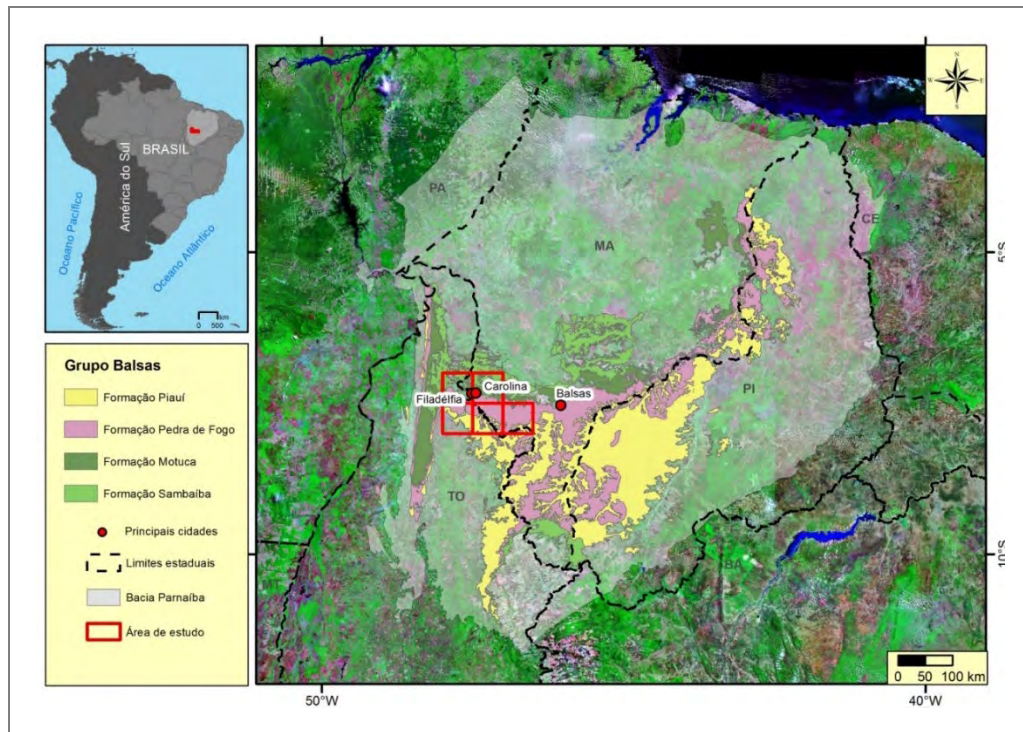 BRASIL
América do Sul
Oceano Pacífico
Oceano Atlântico
km
0 500
Grupo Balsas
Formação Piauí
Formação Pedra de Fogo
Formação Motuca
Formação Sambaíba
Principais cidades
Limites estaduais
Bacia Parnaíba
Área de estudo
N
W E
S
PA
MA
CE
PI
TO
BA
Carolina
Filadélfia
Balsas
5°S
10°S
0 50 100 km
50°W
40°W